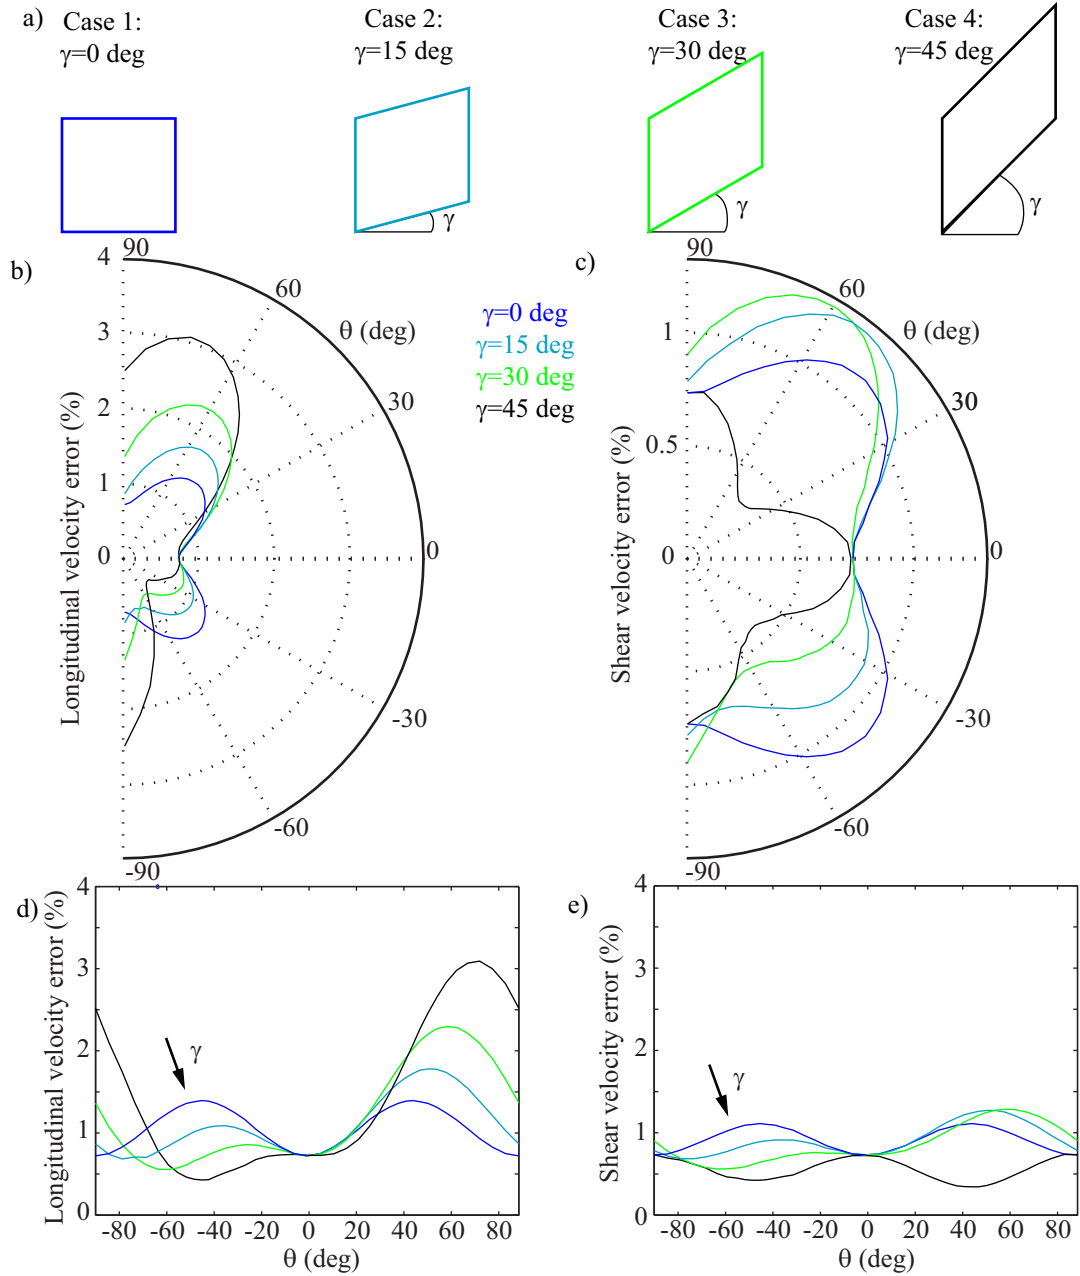 a)
Case 1:
γ=0 deg
Case 2:
γ=15 deg
Case 3:
γ=30 deg
Case 4:
γ=45 deg
γ
γ
γ
b)
4
3
2
1
0
90
60
30
0
-30
-60
-90
θ (deg)
Longitudinal velocity error (%)
γ=0 deg
γ=15 deg
γ=30 deg
γ=45 deg
c)
1
0.5
0
90
60
30
0
-30
-60
-90
θ (deg)
Shear velocity error (%)
d)
4
3
2
1
0
-80 -60 -40 -20 0 20 40 60 80
θ (deg)
Longitudinal velocity error (%)
γ
e)
4
3
2
1
0
-80 -60 -40 -20 0 20 40 60 80
θ (deg)
Shear velocity error (%)
γ